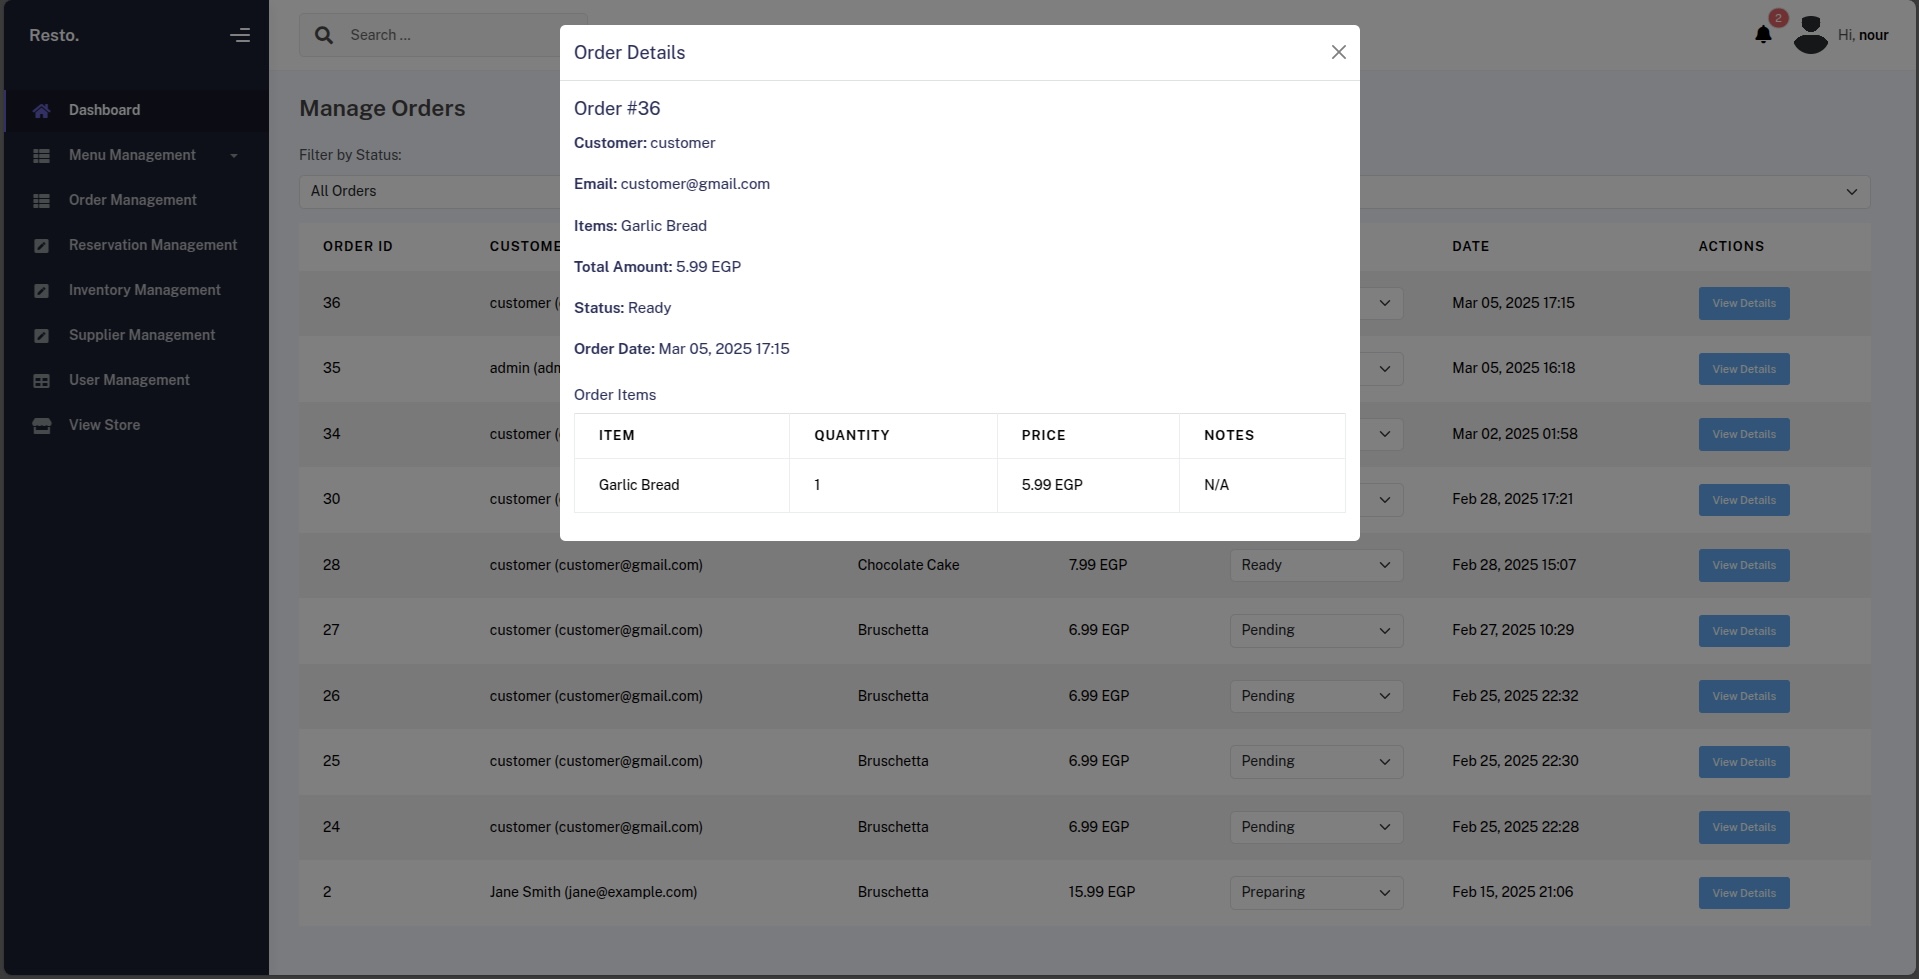 Resto.
Search ...
2
Hi, nour
Dashboard
Menu Management
Order Management
Reservation Management
Inventory Management
Supplier Management
User Management
View Store
Manage Orders
Filter by Status:
All Orders
Order Details
Order #36
Customer: customer
Email: customer@gmail.com
Items: Garlic Bread
Total Amount: 5.99 EGP
Status: Ready
Order Date: Mar 05, 2025 17:15
Order Items
ITEM QUANTITY PRICE NOTES
Garlic Bread 1 5.99 EGP N/A
ORDER ID CUSTOME DATE ACTIONS
36 customer ( Mar 05, 2025 17:15 View Details
35 admin (adm Mar 05, 2025 16:18 View Details
34 customer ( Mar 02, 2025 01:58 View Details
30 customer ( Feb 28, 2025 17:21 View Details
28 customer (customer@gmail.com) Chocolate Cake 7.99 EGP Ready Feb 28, 2025 15:07 View Details
27 customer (customer@gmail.com) Bruschetta 6.99 EGP Pending Feb 27, 2025 10:29 View Details
26 customer (customer@gmail.com) Bruschetta 6.99 EGP Pending Feb 25, 2025 22:32 View Details
25 customer (customer@gmail.com) Bruschetta 6.99 EGP Pending Feb 25, 2025 22:30 View Details
24 customer (customer@gmail.com) Bruschetta 6.99 EGP Pending Feb 25, 2025 22:28 View Details
2 Jane Smith (jane@example.com) Bruschetta 15.99 EGP Preparing Feb 15, 2025 21:06 View Details